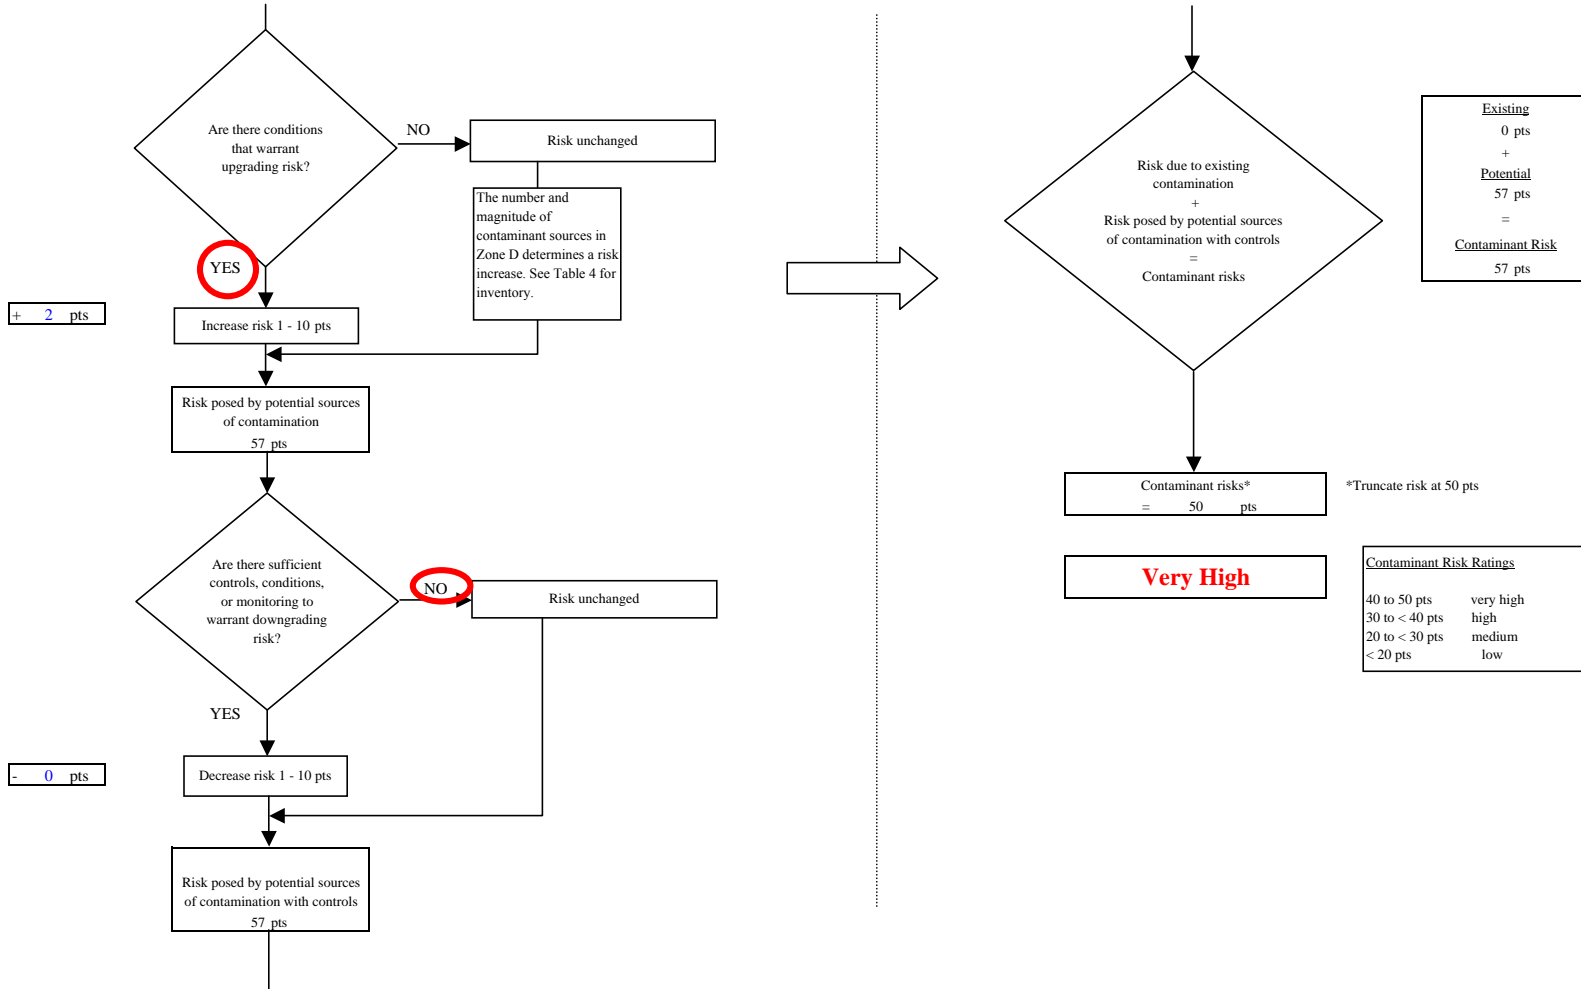 Are there conditions
that warrant
upgrading risk?
NO
Risk unchanged
The number and
magnitude of
contaminant sources in
Zone D determines a risk
increase. See Table 4 for
inventory.
YES
+ 2 pts
Increase risk 1 - 10 pts
Risk posed by potential sources
of contamination
57 pts
Are there sufficient
controls, conditions,
or monitoring to
warrant downgrading
risk?
NO
Risk unchanged
YES
- 0 pts
Decrease risk 1 - 10 pts
Risk posed by potential sources
of contamination with controls
57 pts
Risk due to existing
contamination
+
Risk posed by potential sources
of contamination with controls
=
Contaminant risks
Existing
0 pts
+
Potential
57 pts
=
Contaminant Risk
57 pts
Contaminant risks*
= 50 pts
*Truncate risk at 50 pts
Very High
Contaminant Risk Ratings
40 to 50 pts very high
30 to < 40 pts high
20 to < 30 pts medium
< 20 pts low